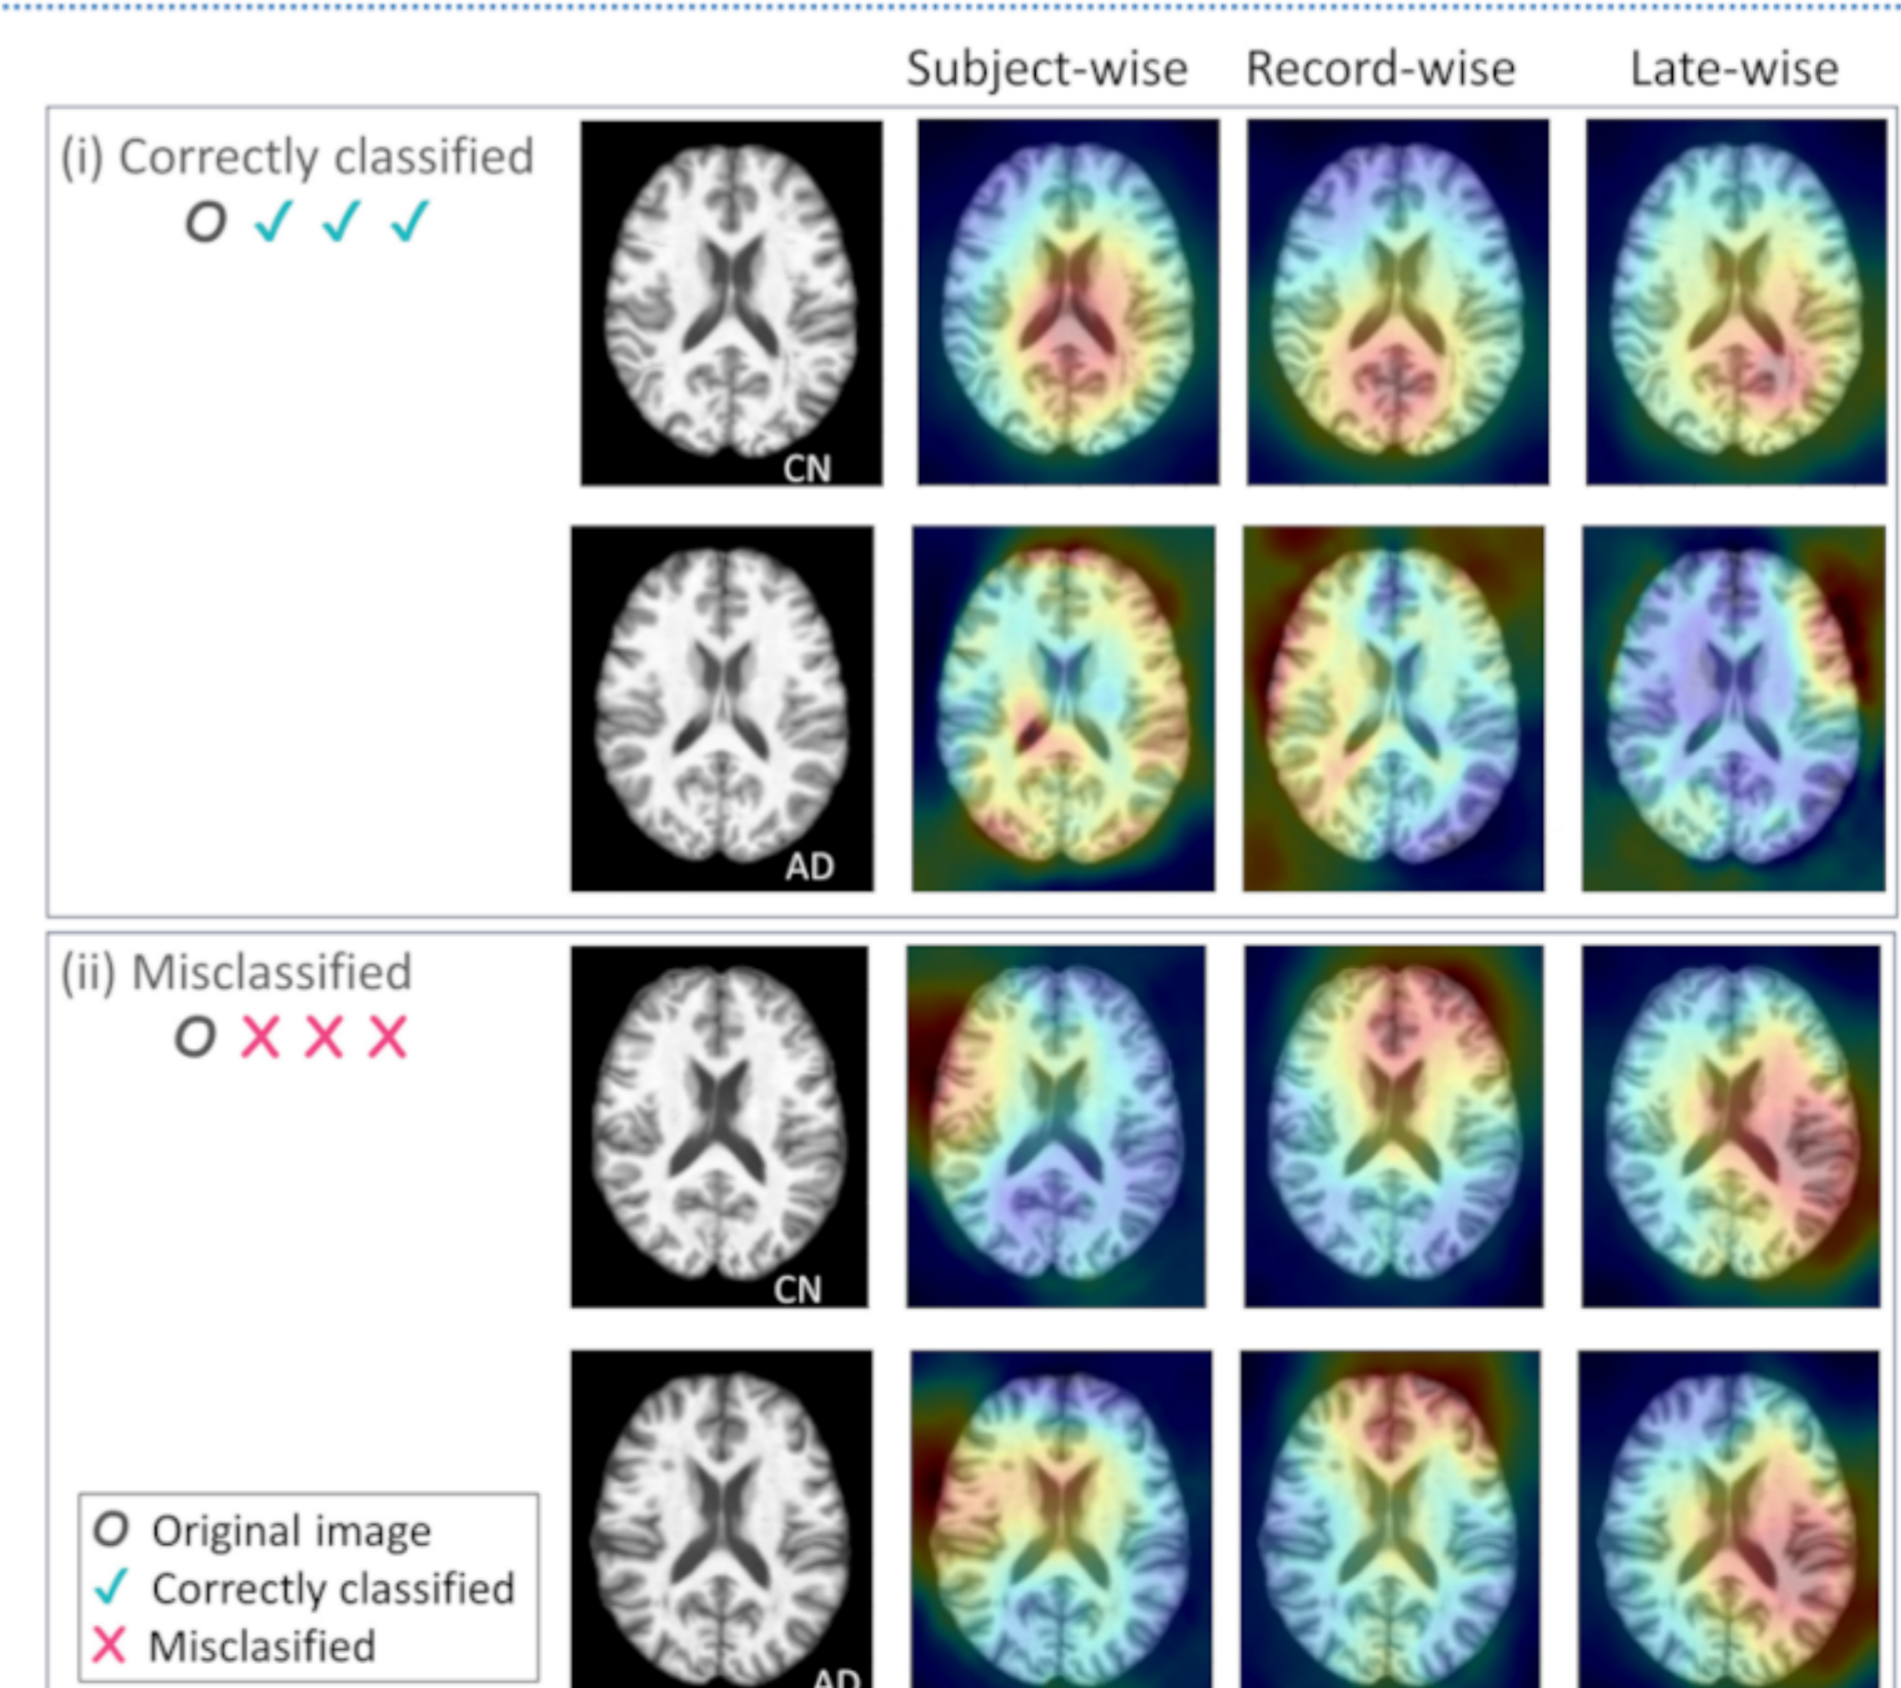 Subject-wise Record-wise Late-wise
(i) Correctly classified
O ✓ ✓ ✓
CN
AD
(ii) Misclassified
O X X X
CN
O Original image
✓ Correctly classified
X Misclasified
AD